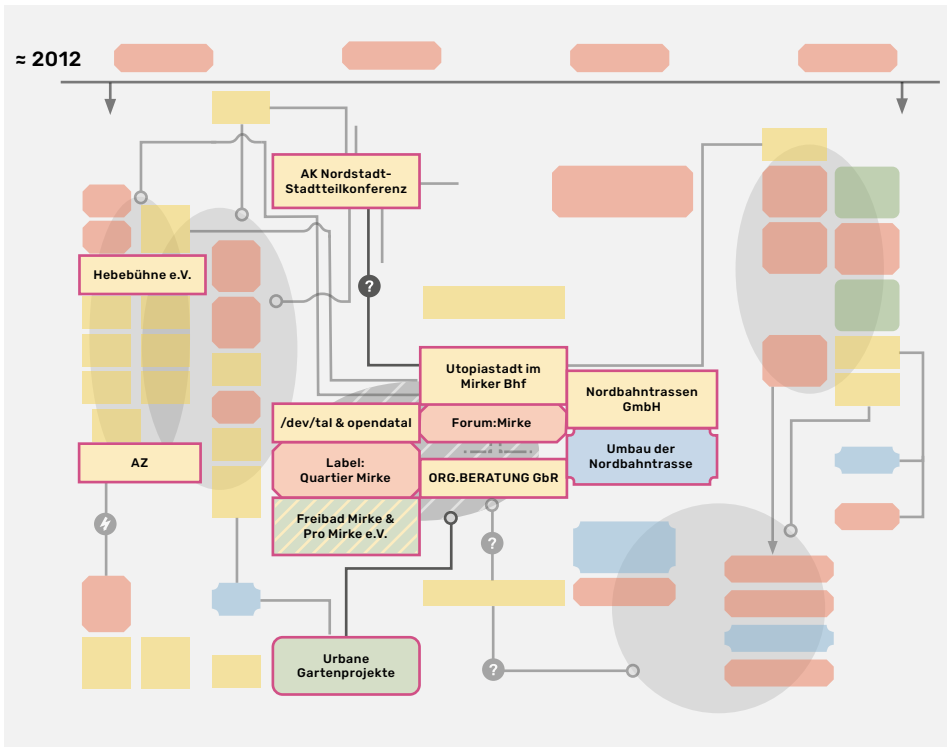 ≈ 2012
AK Nordstadt-
Stadtteilkonferenz
Hebebühne e.V.
?
Utopiastadt im
Mirker Bhf
Nordbahntrassen
GmbH
/dev/tal & opendatal
Forum:Mirke
AZ
Label:
Quartier Mirke
ORG.BERATUNG GbR
Umbau der
Nordbahntrasse
Freibad Mirke &
Pro Mirke e.V.
?
Urbane
Gartenprojekte
?